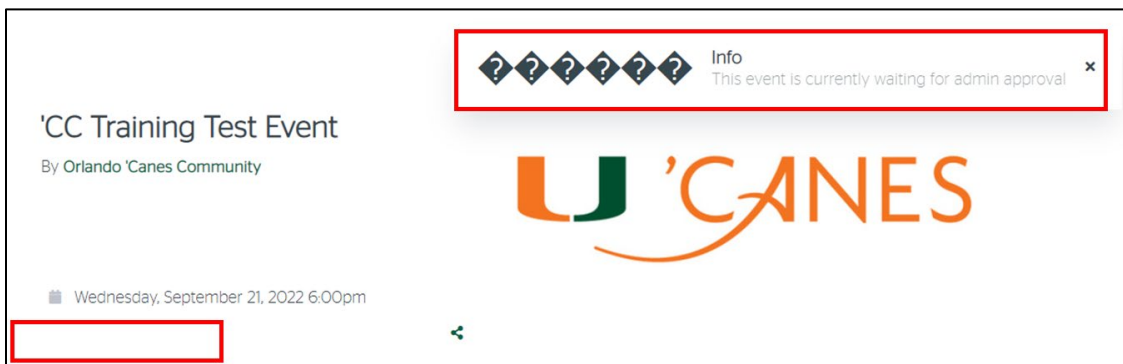 ������ Info ×
This event is currently waiting for admin approval
'CC Training Test Event
By Orlando 'Canes Community
U 'CANES
Wednesday, September 21, 2022 6:00pm